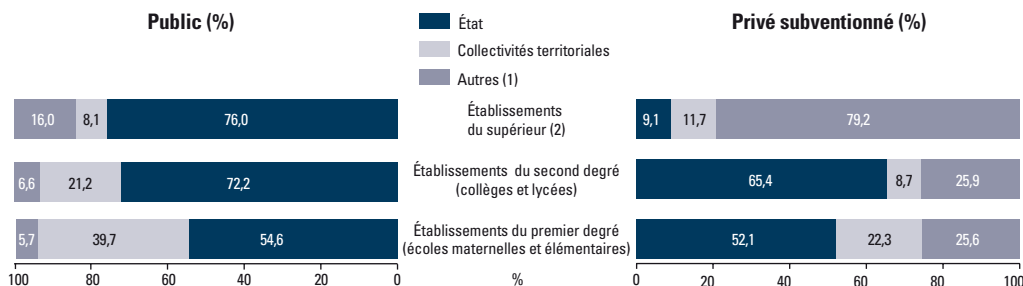 Public (%)
État
Collectivités territoriales
Autres (1)
Privé subventionné (%)
16,0 8,1 76,0
Établissements
du supérieur (2)
9,1 11,7 79,2
6,6 21,2 72,2
Établissements du second degré
(collèges et lycées)
65,4 8,7 25,9
5,7 39,7 54,6
Établissements du premier degré
(écoles maternelles et élémentaires)
52,1 22,3 25,6
100 80 60 40 20 0
%
0 20 40 60 80 100